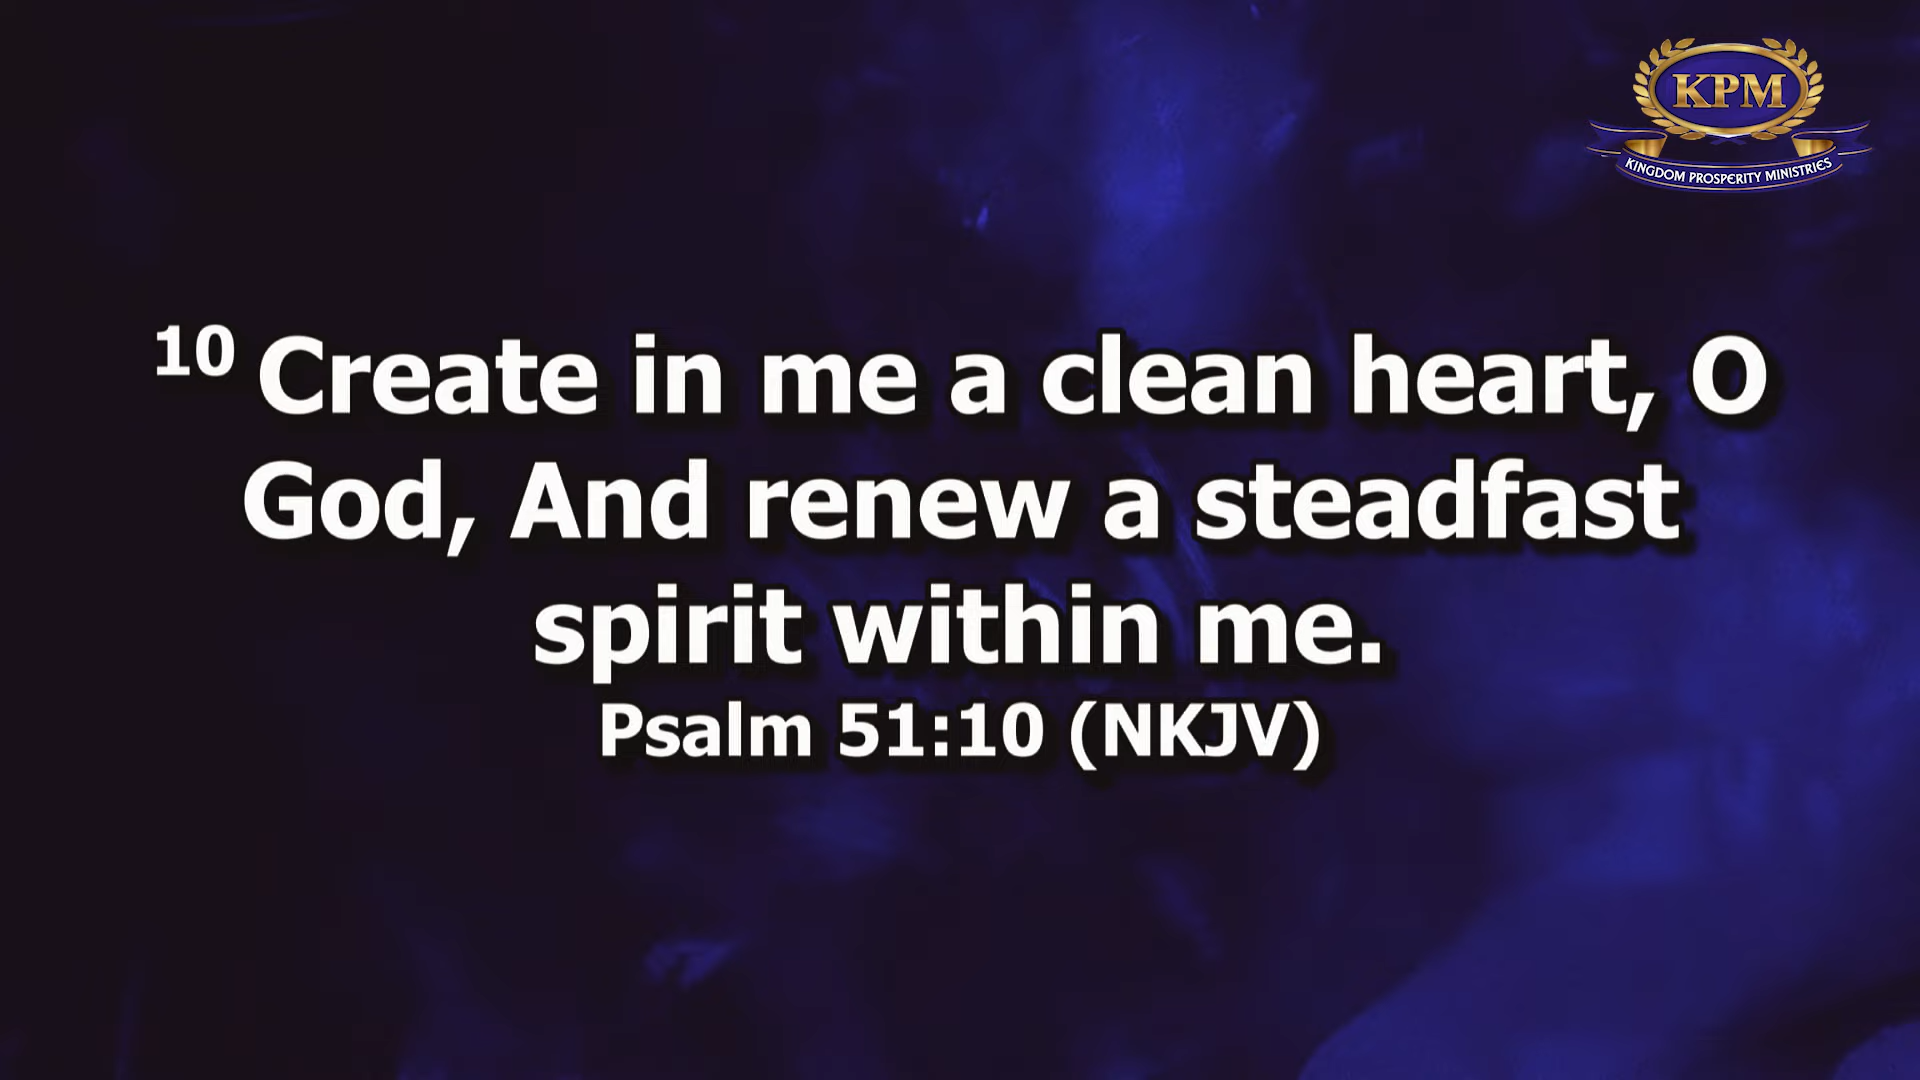 KPM
KINGDOM PROSPERITY MINISTRIES
10 Create in me a clean heart, O
God, And renew a steadfast
spirit within me.
Psalm 51:10 (NKJV)